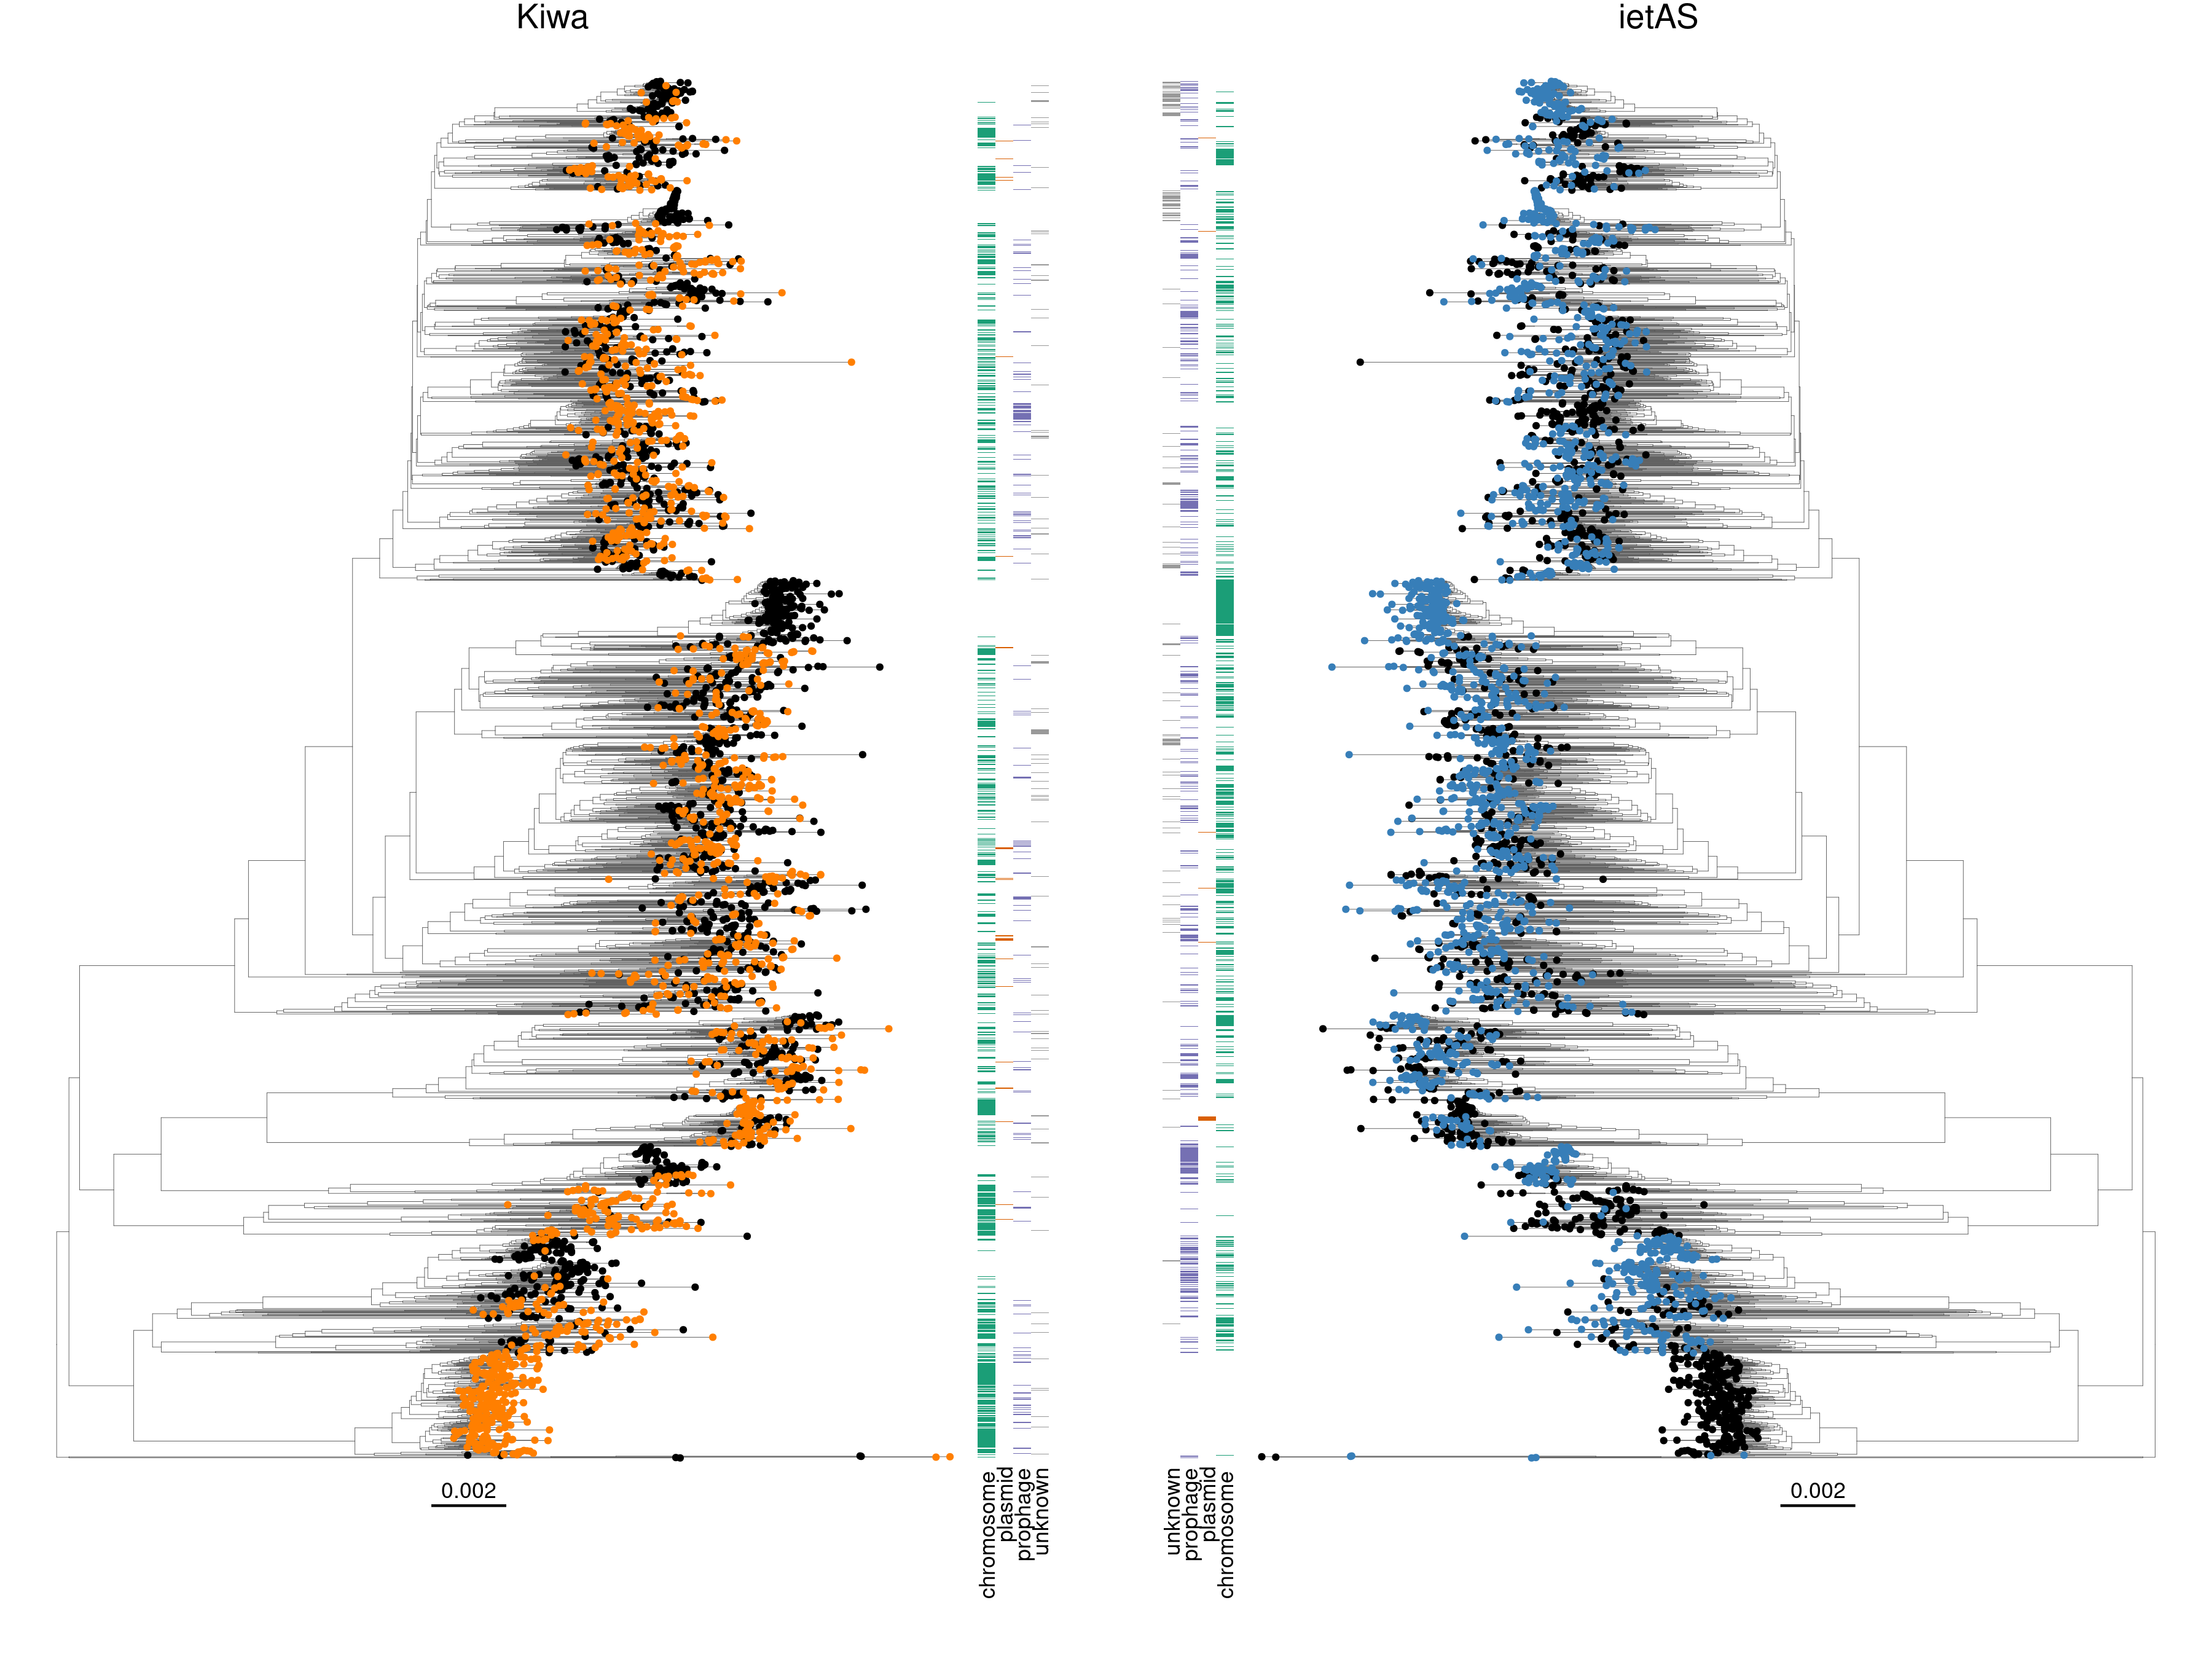 Kiwa
ietAS
0.002
chromosome
plasmid
prophage
unknown
unknown
prophage
plasmid
chromosome
0.002